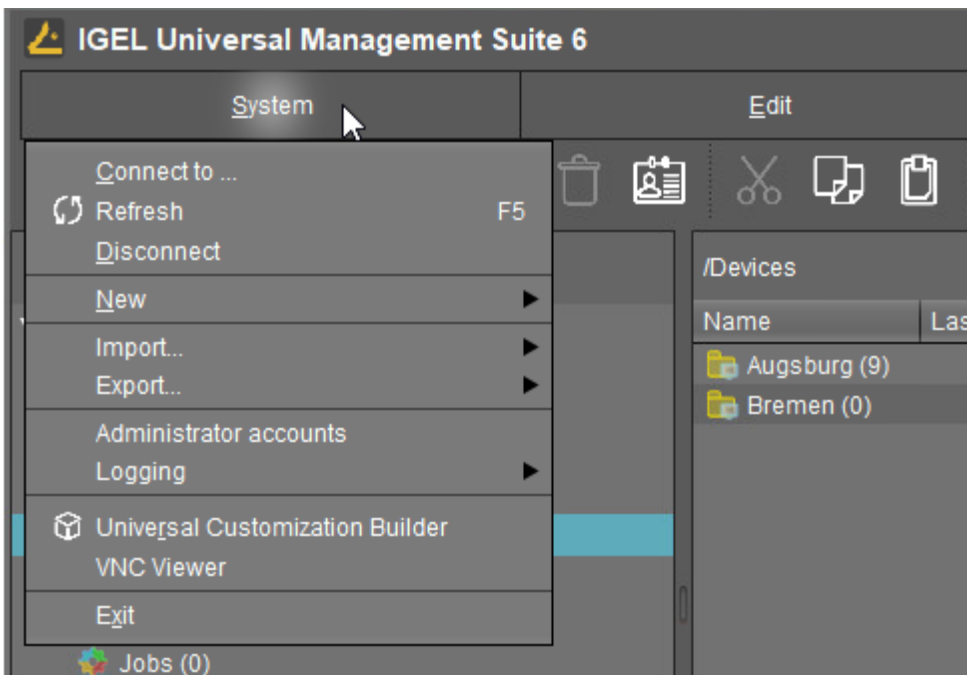 IGEL Universal Management Suite 6
System
Edit
Connect to ...
Refresh F5
Disconnect
New
Import...
Export...
Administrator accounts
Logging
Universal Customization Builder
VNC Viewer
Exit
Jobs (0)
/Devices
Name Las
Augsburg (9)
Bremen (0)